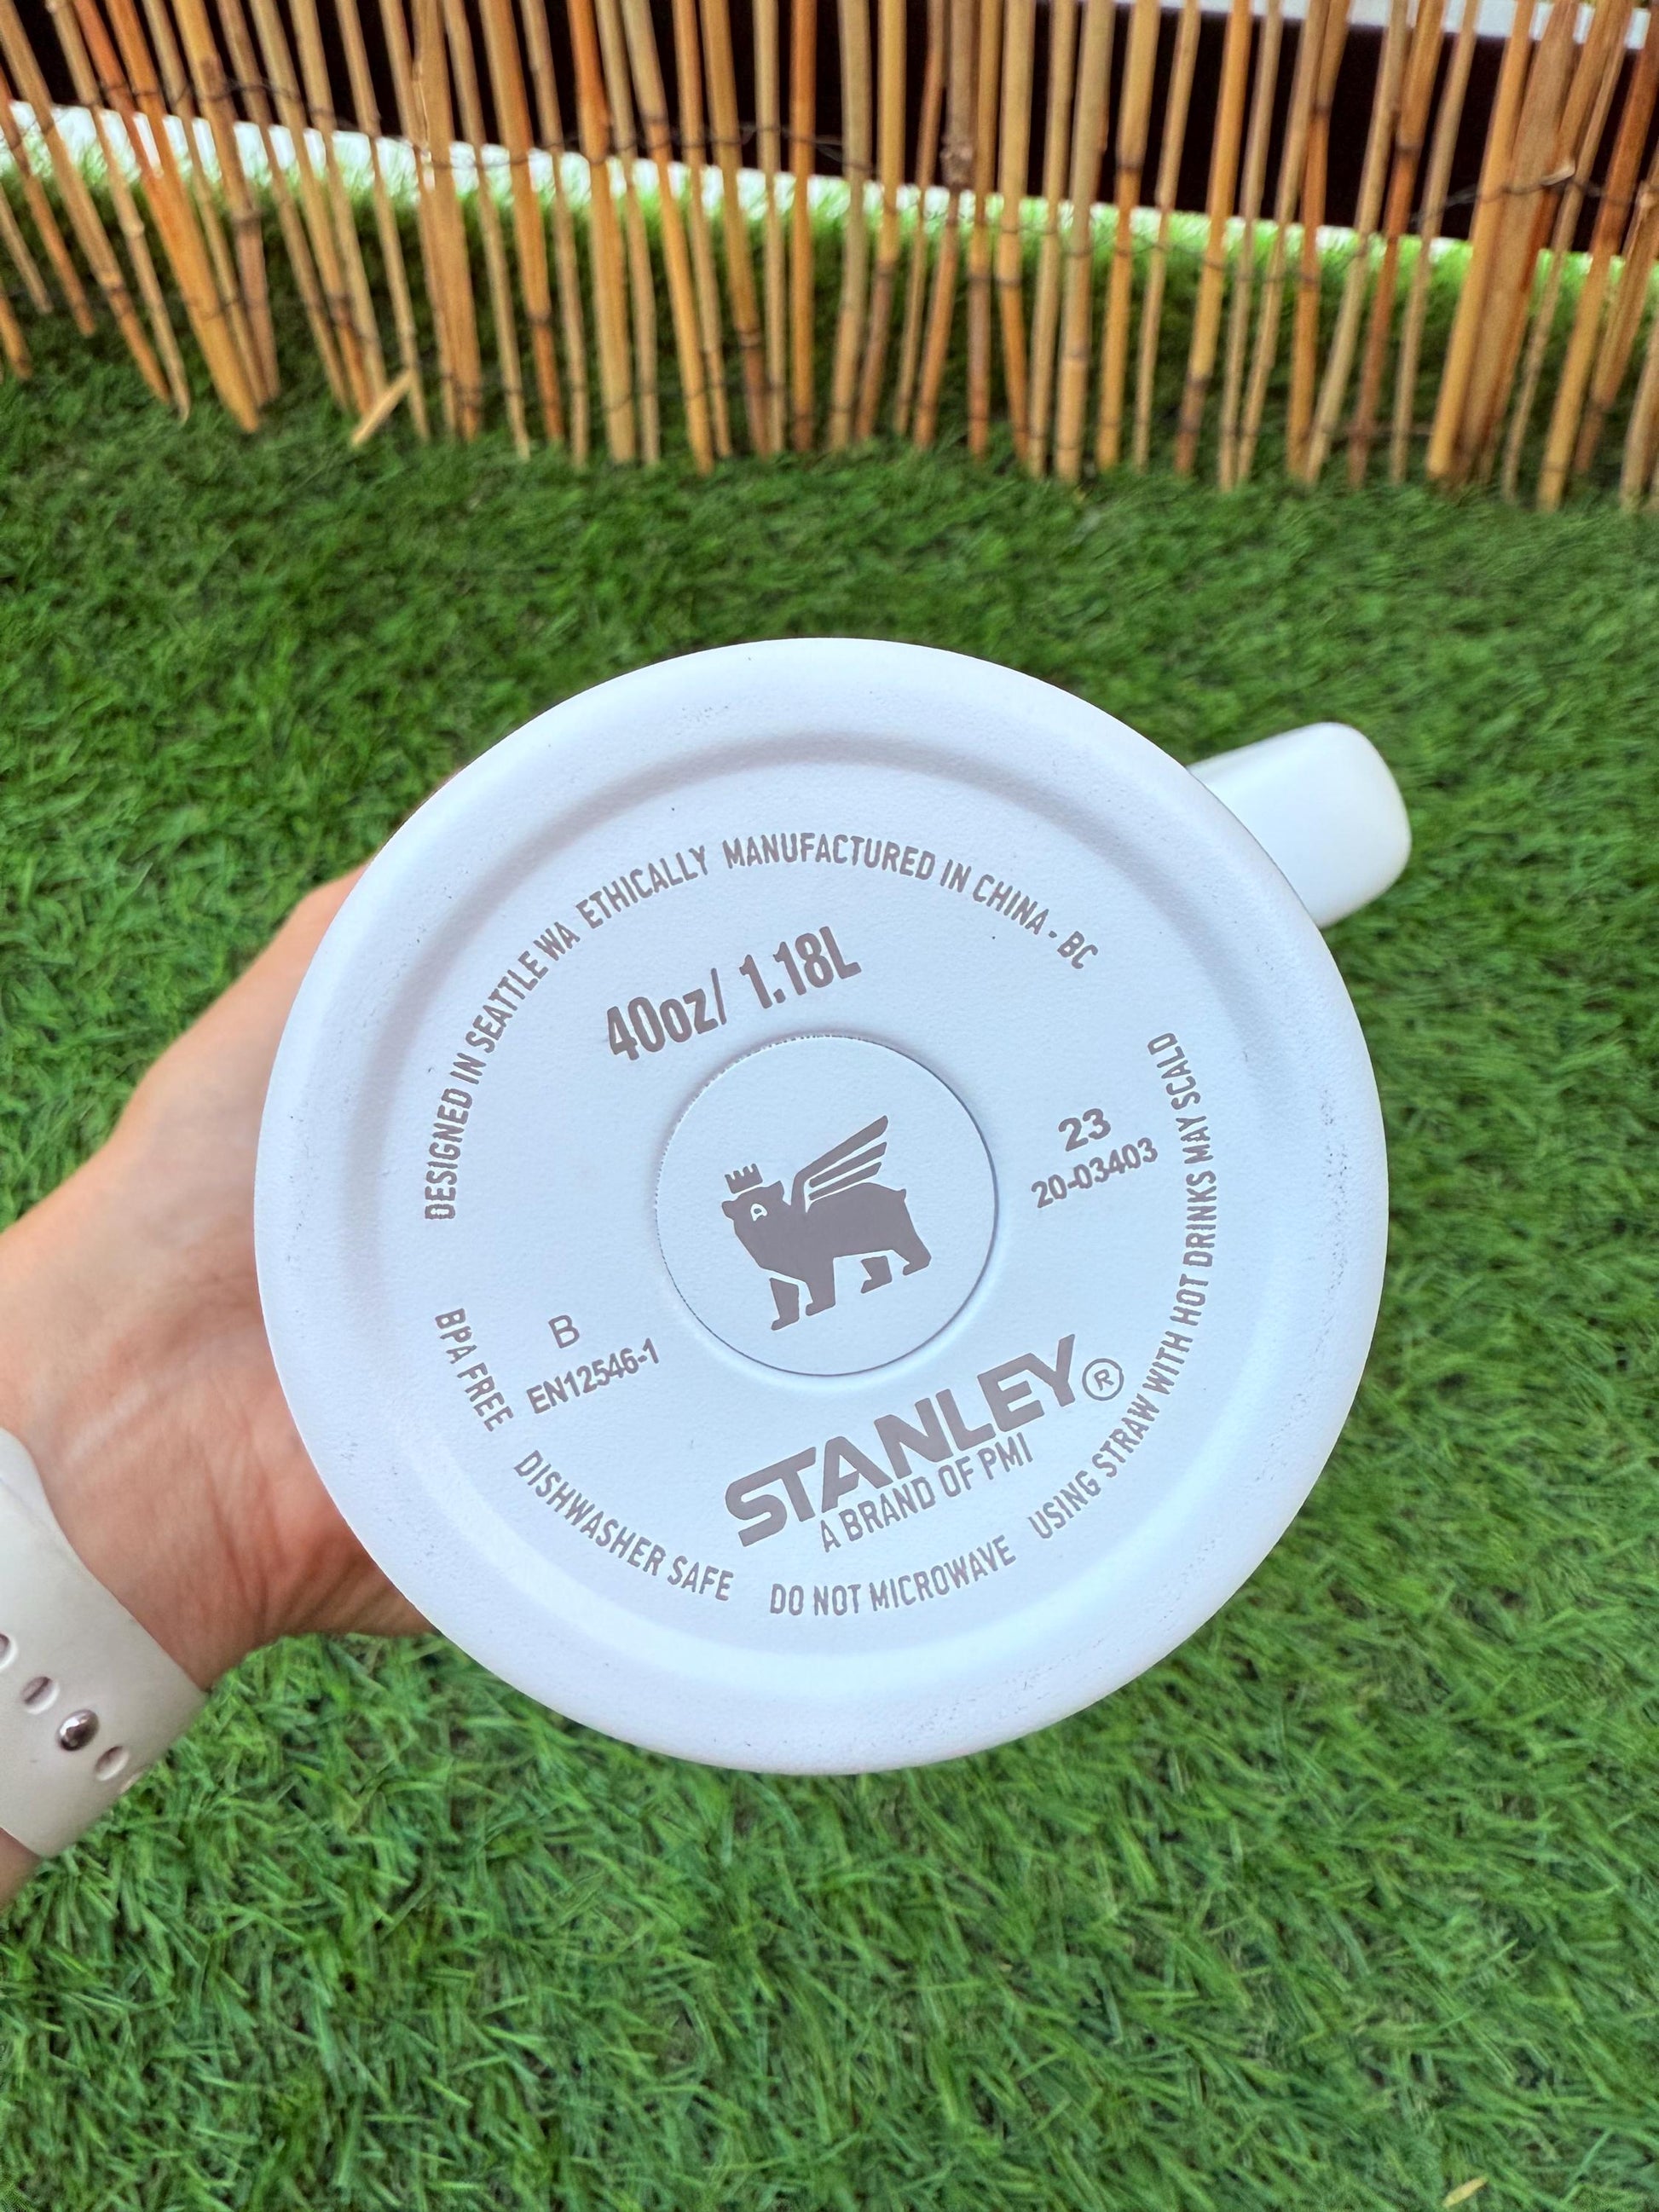 DESIGNED IN SEATTLE WA ETHICALLY MANUFACTURED IN CHINA - BC
40oz/ 1.18L
23
20-03403
B
EN12546-1
STANLEY®
A BRAND OF PMI
BPA FREE DISHWASHER SAFE DO NOT MICROWAVE USING STRAW WITH HOT DRINKS MAY SCALD